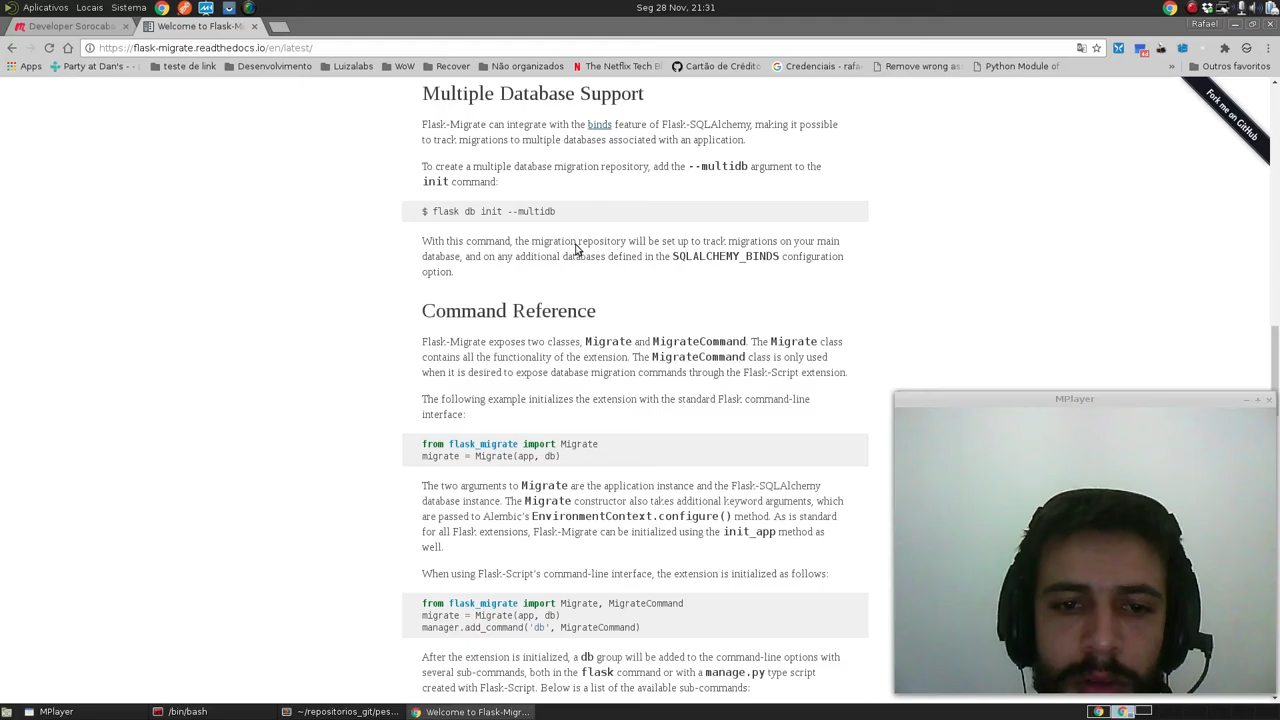 Aplicativos Locais Sistema
Seg 28 Nov, 21:31
Developer Sorocab
Welcome to Flask-M
Rafael
https://flask-migrate.readthedocs.io/en/latest/
Apps Party at Dan's - teste de link Desenvolvimento Luizalabs WoW Recover Não organizados The Netflix Tech B Cartão de Crédito Credenciais - rafa Remove wrong as Python Module of » Outros favoritos
Fork me on GitHub
Multiple Database Support
Flask-Migrate can integrate with the binds feature of Flask-SQLAlchemy, making it possible
to track migrations to multiple databases associated with an application.
To create a multiple database migration repository, add the --multidb argument to the
init command:
$ flask db init --multidb
With this command, the migration repository will be set up to track migrations on your main
database, and on any additional databases defined in the SQLALCHEMY_BINDS configuration
option.
Command Reference
Flask-Migrate exposes two classes, Migrate and MigrateCommand. The Migrate class
contains all the functionality of the extension. The MigrateCommand class is only used
when it is desired to expose database migration commands through the Flask-Script extension.
The following example initializes the extension with the standard Flask command-line
interface:
from flask_migrate import Migrate
migrate = Migrate(app, db)
The two arguments to Migrate are the application instance and the Flask-SQLAlchemy
database instance. The Migrate constructor also takes additional keyword arguments, which
are passed to Alembic's EnvironmentContext.configure() method. As is standard
for all Flask extensions, Flask-Migrate can be initialized using the init_app method as
well.
When using Flask-Script's command-line interface, the extension is initialized as follows:
from flask_migrate import Migrate, MigrateCommand
migrate = Migrate(app, db)
manager.add_command('db', MigrateCommand)
After the extension is initialized, a db group will be added to the command-line options with
several sub-commands, both in the flask command or with a manage.py type script
created with Flask-Script. Below is a list of the available sub-commands:
MPlayer
MPlayer /bin/bash ~/repositorios_git/pes... Welcome to Flask-Migr...